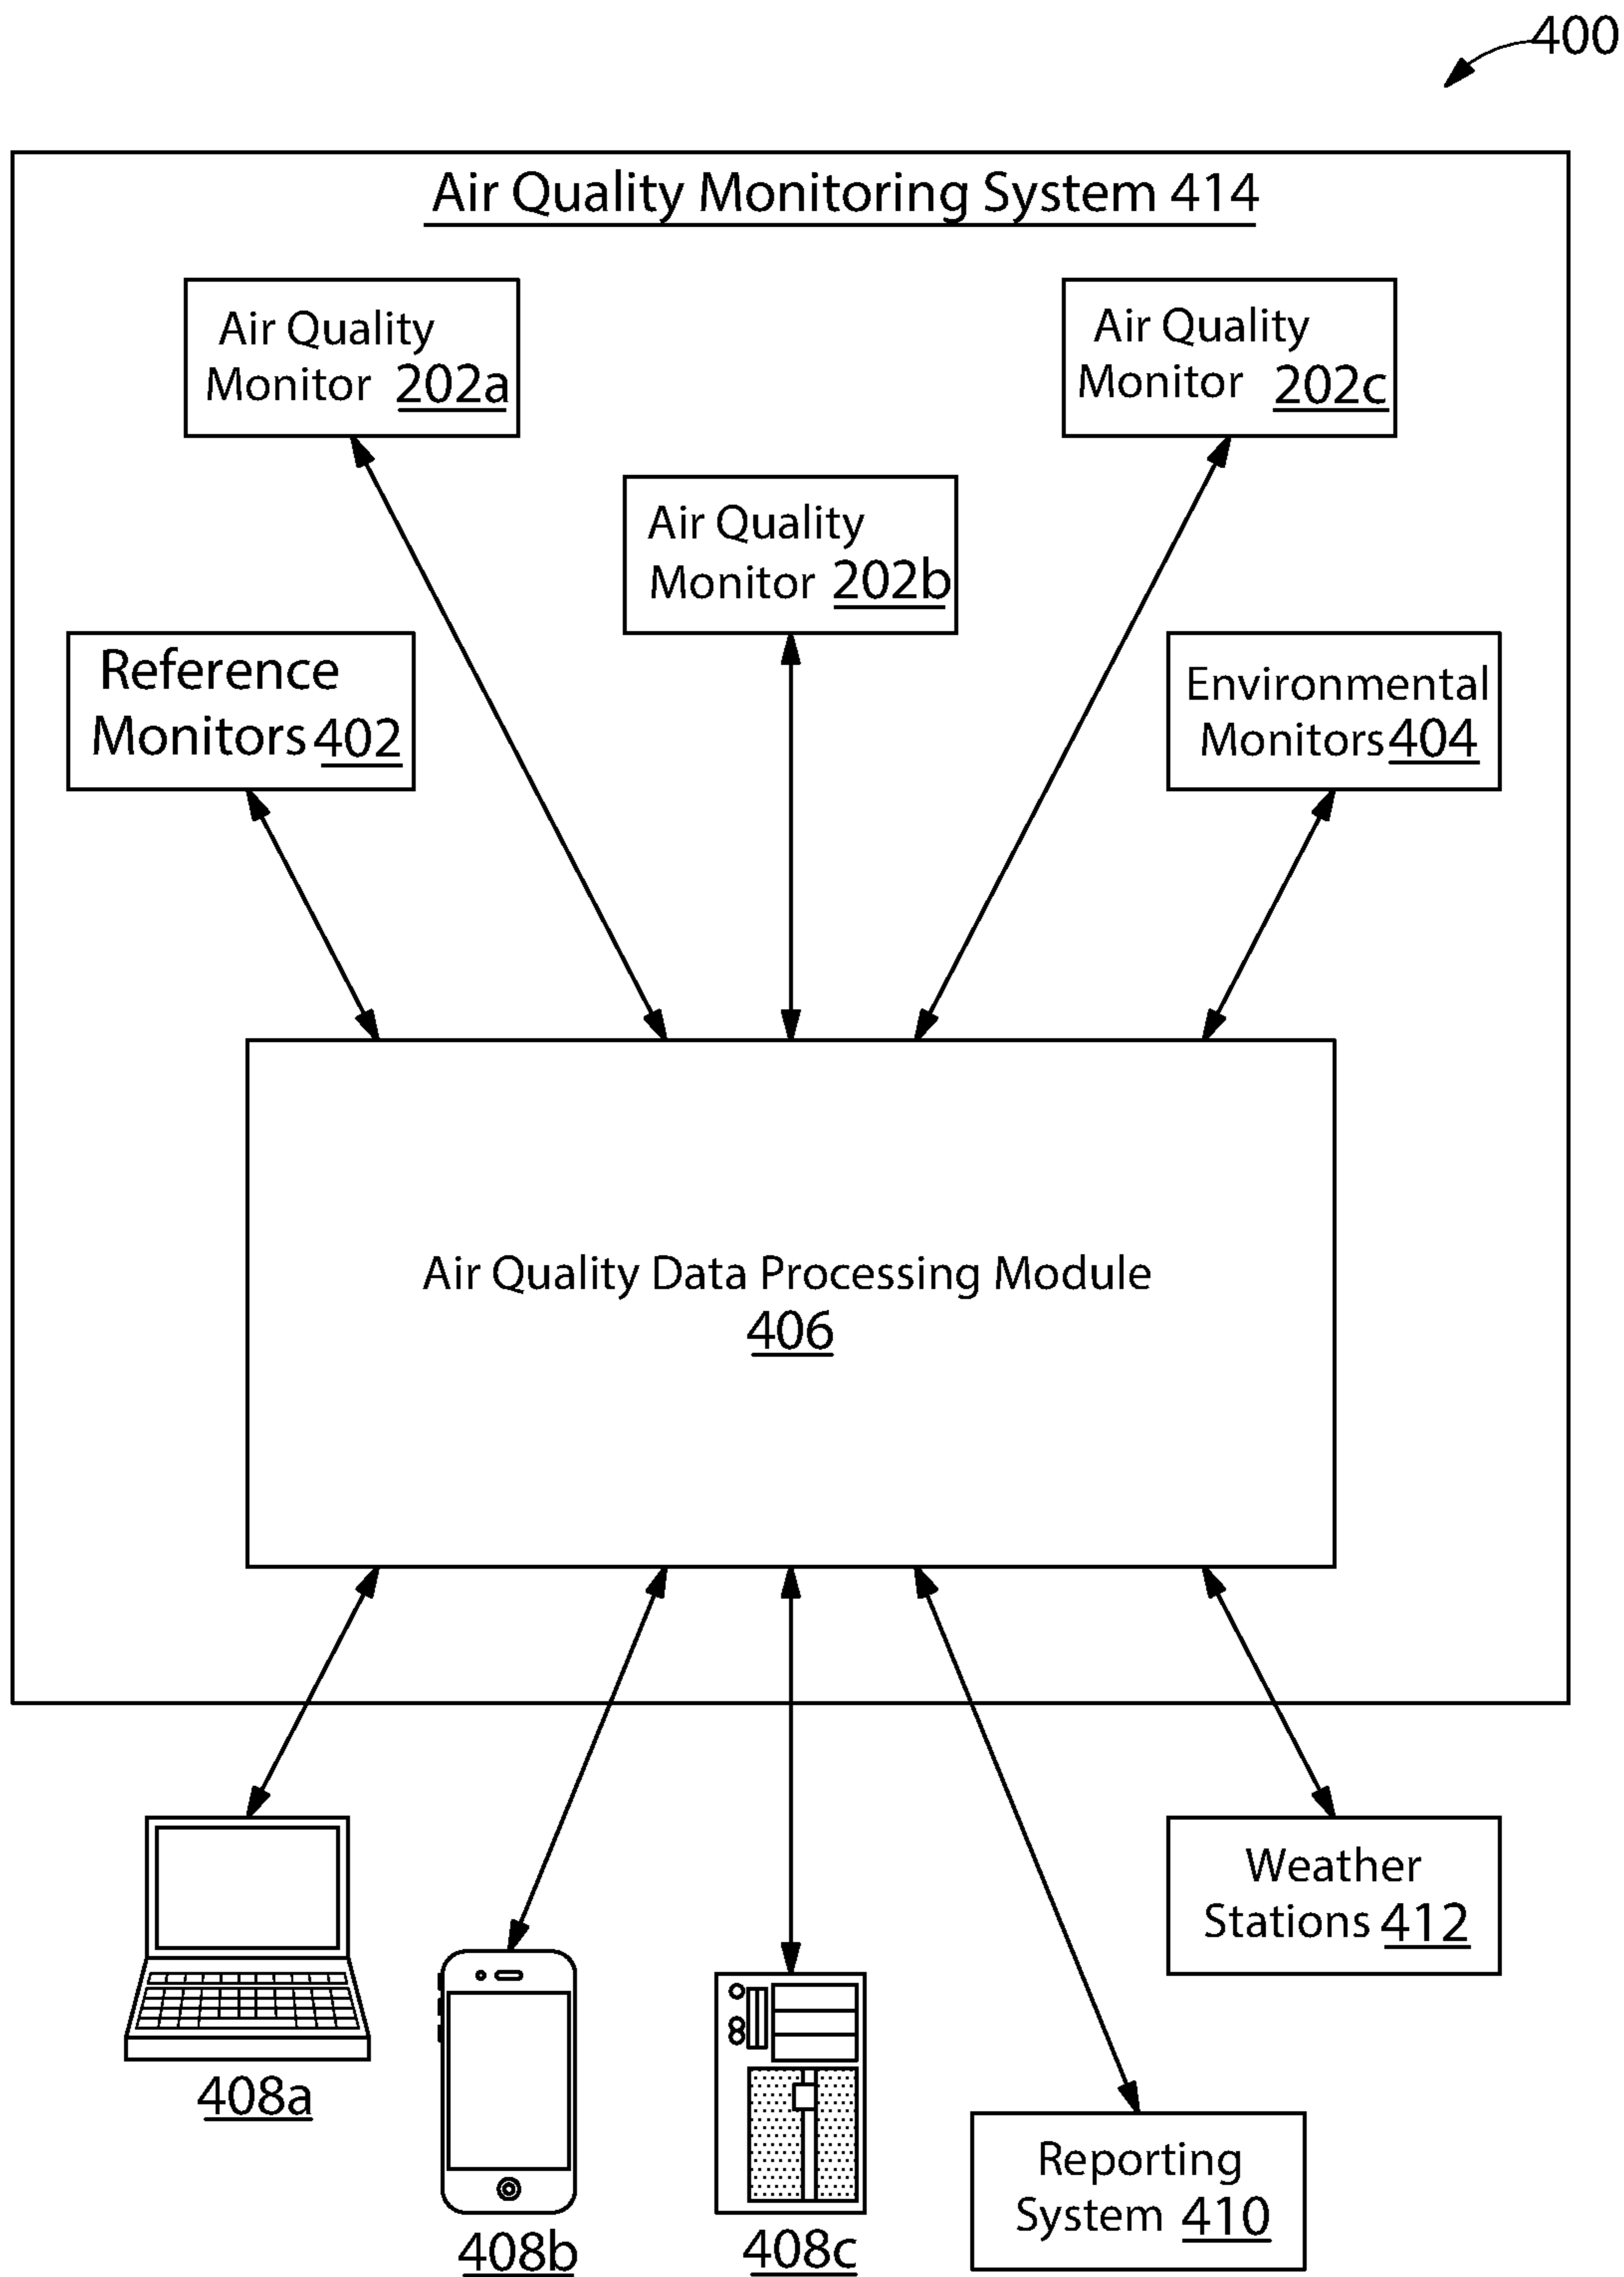 400
Air Quality Monitoring System 414
Air Quality
Monitor 202a
Air Quality
Monitor 202c
Air Quality
Monitor 202b
Reference
Monitors 402
Environmental
Monitors 404
Air Quality Data Processing Module
406
Weather
Stations 412
408a
Reporting
System 410
408b
408c